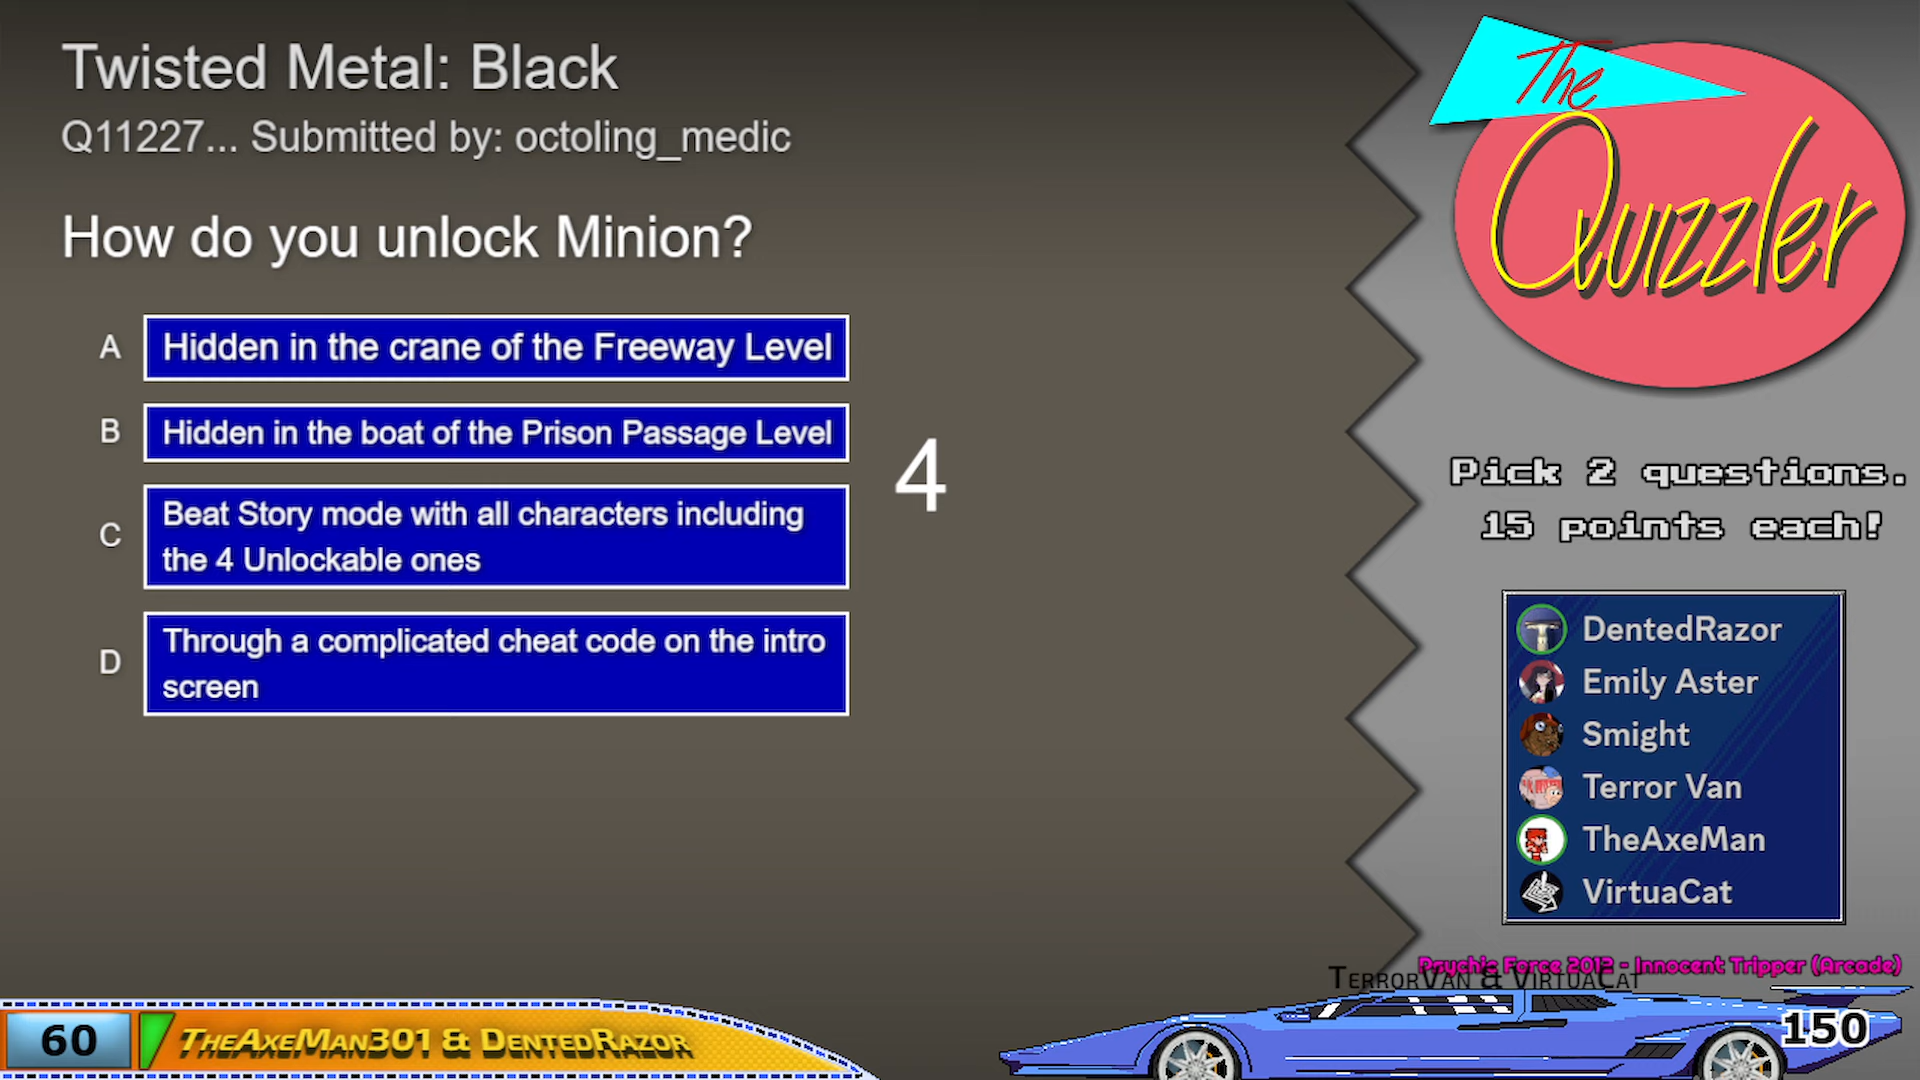 Twisted Metal: Black
Q11227... Submitted by: octoling_medic
How do you unlock Minion?
A Hidden in the crane of the Freeway Level
B Hidden in the boat of the Prison Passage Level
C Beat Story mode with all characters including
the 4 Unlockable ones
D Through a complicated cheat code on the intro
screen
4
The
Quizzler
Pick 2 questions.
15 points each!
DentedRazor
Emily Aster
Smight
Terror Van
TheAxeMan
VirtuaCat
Psychic Force 2012 - Innocent Tripper (Arcade)
TerrorVan & VirtuaCat
60 TheAxeMan301 & DentedRazor
150